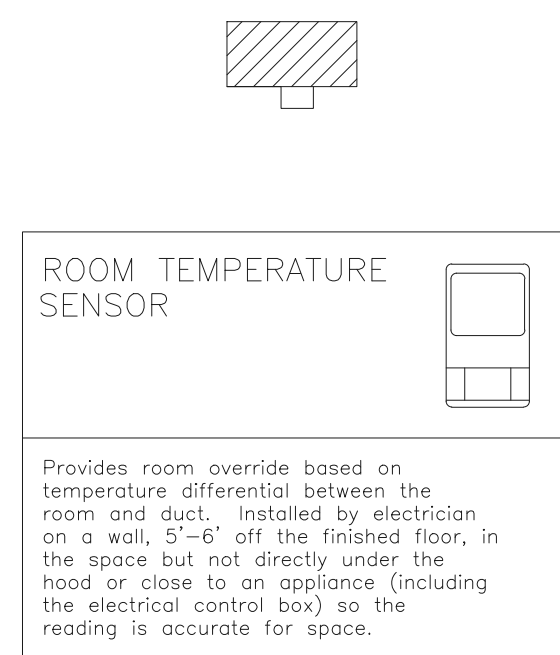 ROOM TEMPERATURE
SENSOR
Provides room override based on
temperature differential between the
room and duct. Installed by electrician
on a wall, 5'-6' off the finished floor, in
the space but not directly under the
hood or close to an appliance (including
the electrical control box) so the
reading is accurate for space.